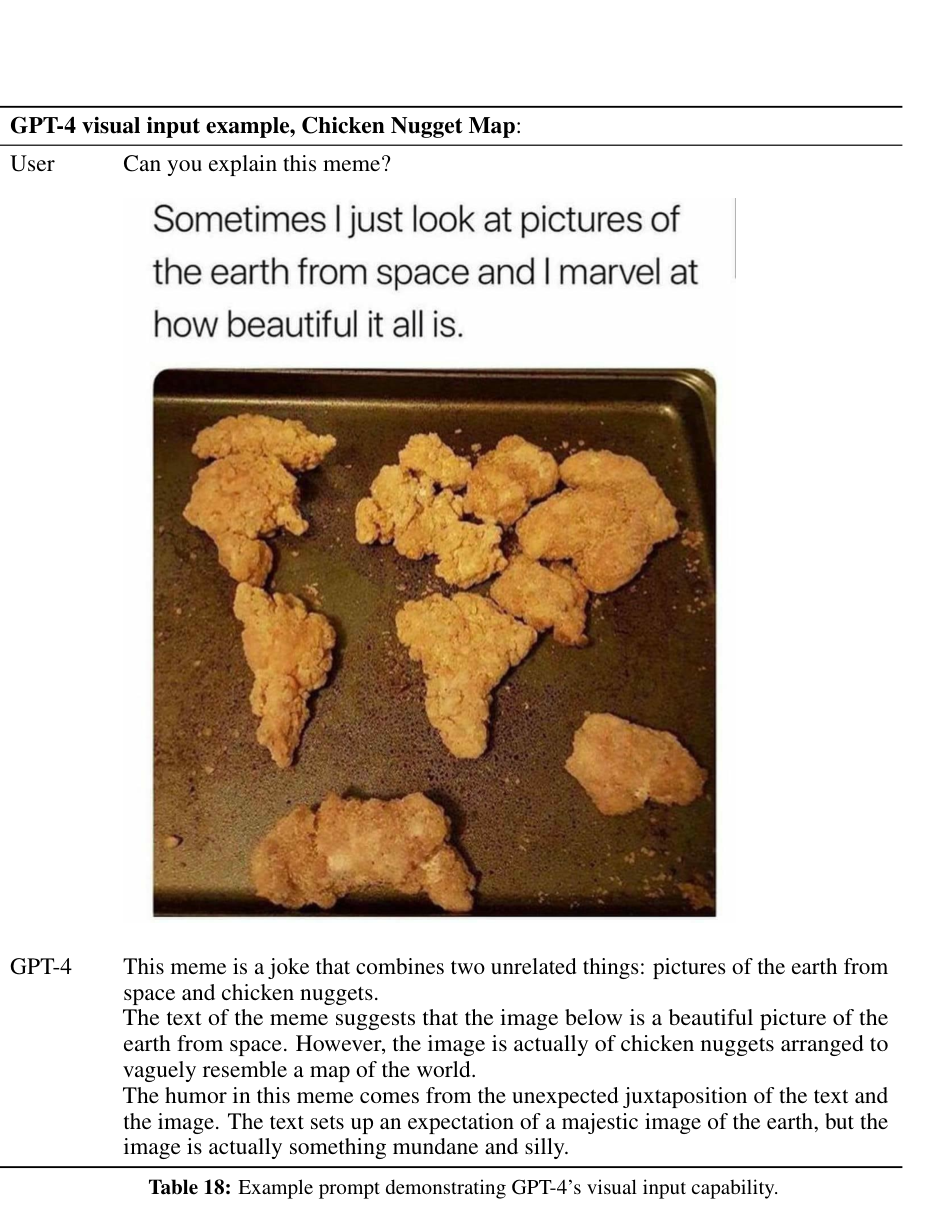 GPT-4 visual input example, Chicken Nugget Map:
User Can you explain this meme?
Sometimes I just look at pictures of
the earth from space and I marvel at
how beautiful it all is.
GPT-4 This meme is a joke that combines two unrelated things: pictures of the earth from
space and chicken nuggets.
The text of the meme suggests that the image below is a beautiful picture of the
earth from space. However, the image is actually of chicken nuggets arranged to
vaguely resemble a map of the world.
The humor in this meme comes from the unexpected juxtaposition of the text and
the image. The text sets up an expectation of a majestic image of the earth, but the
image is actually something mundane and silly.
Table 18: Example prompt demonstrating GPT-4's visual input capability.